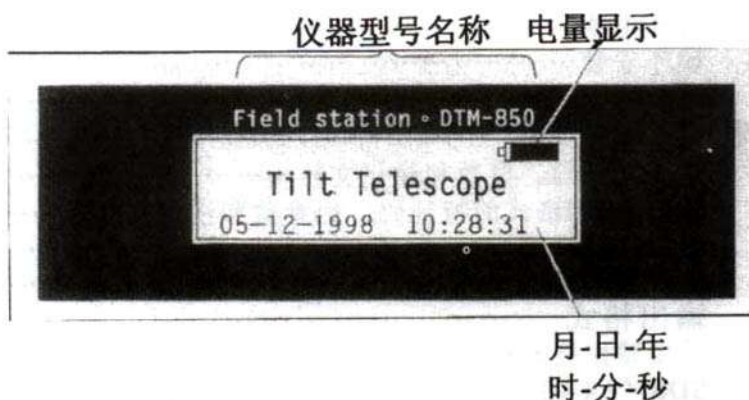 仪器型号名称 电量显示
Field station ∘ DTM-850
Tilt Telescope
05-12-1998 10:28:31
月-日-年
时-分-秒